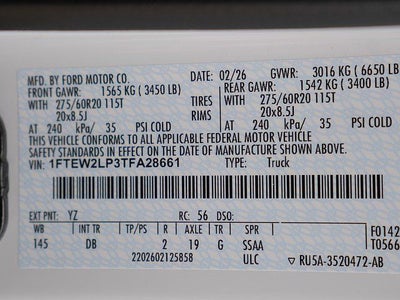 MFD. BY FORD MOTOR CO. 02/26 GVWR: 3016 KG ( 6650 LB)
FRONT GAWR: 1565 KG ( 3450 LB) REAR GAWR: 1542 KG ( 3400 LB)
WITH 275/60R20 115T TIRES WITH 275/60R20 115T
20x8.5J RIMS 20x8.5J
AT 240 kPa/ 35 PSI COLD AT 240 kPa/ 35 PSI COLD
THIS VEHICLE CONFORMS TO ALL APPLICABLE FEDERAL MOTOR VEHICLE
SAFETY STANDARDS IN EFFECT ON THE DATE OF MANUFACTURE SHOWN ABOVE.
VIN: 1FTEW2LP3TFA28661 TYPE: Truck
EXT PNT: YZ RC: 56 DSO: F0142
WB INT TR TP/PS R AXLE TR SPR T0566
145 DB 2 19 G SSAA
2202602125858 ULC ▼ RU5A-3520472-AB